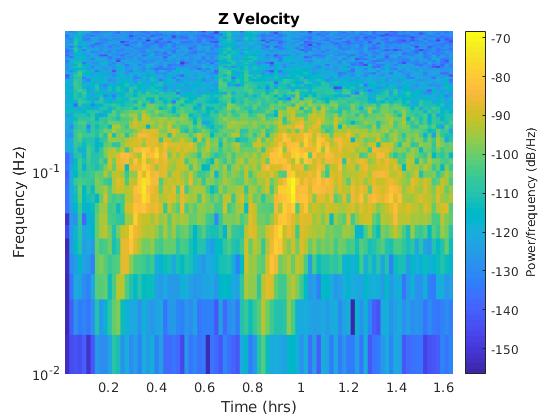 Z Velocity
Frequency (Hz)
10-1
10-2
0.2 0.4 0.6 0.8 1 1.2 1.4 1.6
Time (hrs)
-70
-80
-90
-100
-110
-120
-130
-140
-150
Power/frequency (dB/Hz)